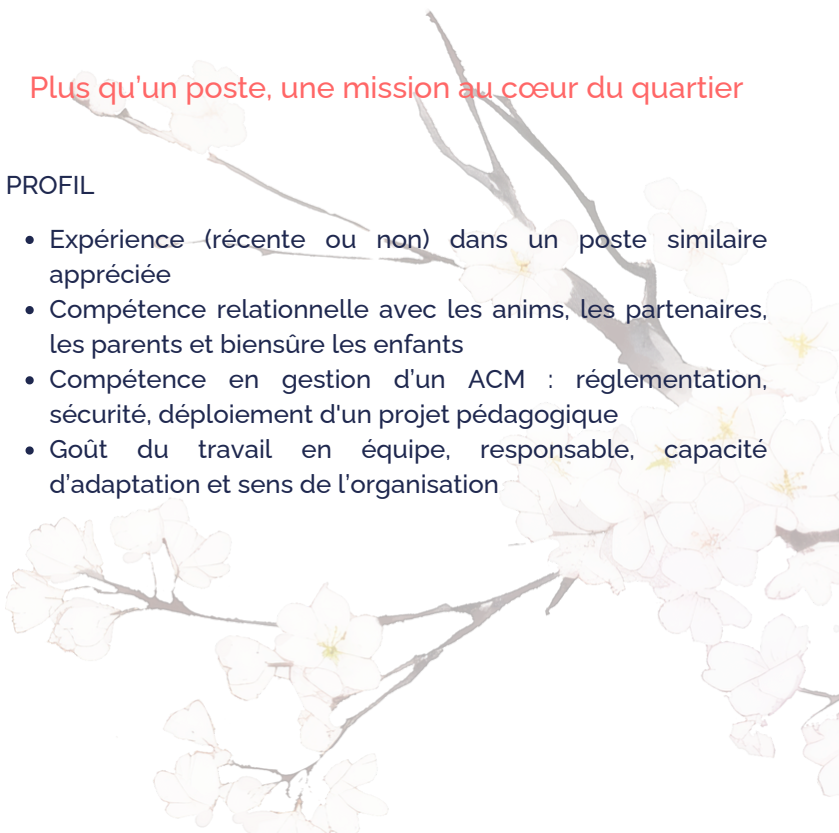 Plus qu’un poste, une mission au cœur du quartier
PROFIL
• Expérience (récente ou non) dans un poste similaire
appréciée
• Compétence relationnelle avec les anims, les partenaires,
les parents et biensûre les enfants
• Compétence en gestion d’un ACM : réglementation,
sécurité, déploiement d'un projet pédagogique
• Goût du travail en équipe, responsable, capacité
d’adaptation et sens de l’organisation